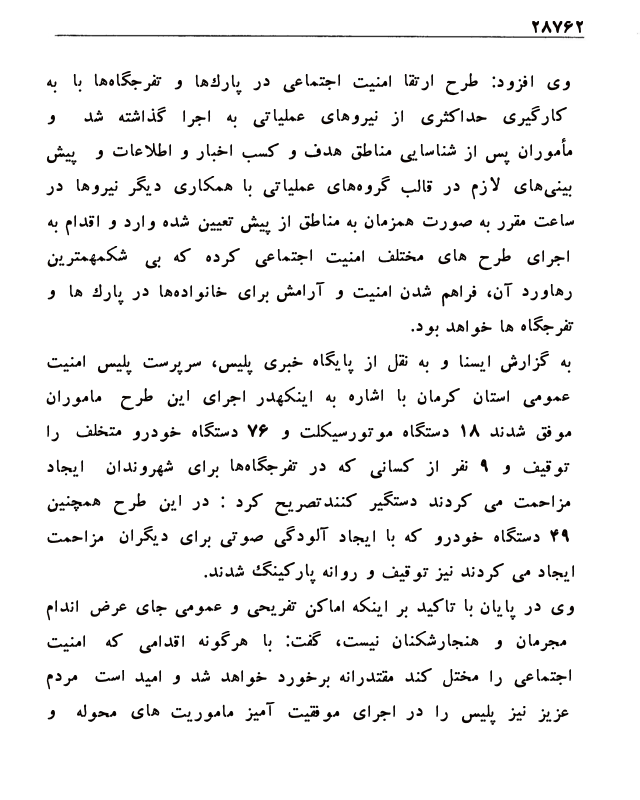 ۲۸۷۶۲
وی افزود: طرح ارتقا امنیت اجتماعی در پارك‌ها و تفرجگاه‌ها با به
کارگیری حداکثری از نیروهای عملیاتی به اجرا گذاشته شد و
مأموران پس از شناسایی مناطق هدف و کسب اخبار و اطلاعات و پیش
بینی‌های لازم در قالب گروه‌های عملیاتی با همکاری دیگر نیروها در
ساعت مقرر به صورت همزمان به مناطق از پیش تعیین شده وارد و اقدام به
اجرای طرح های مختلف امنیت اجتماعی کرده که بی شکمهمترین
رهاورد آن، فراهم شدن امنیت و آرامش برای خانواده‌ها در پارك ها و
تفرجگاه ها خواهد بود.
به گزارش ایسنا و به نقل از پایگاه خبری پلیس، سرپرست پلیس امنیت
عمومی استان کرمان با اشاره به اینکهدر اجرای این طرح ماموران
موفق شدند ۱۸ دستگاه موتورسیکلت و ۷۶ دستگاه خودرو متخلف را
توقیف و ۹ نفر از کسانی که در تفرجگاه‌ها برای شهروندان ایجاد
مزاحمت می کردند دستگیر کنندتصریح کرد : در این طرح همچنین
۴۹ دستگاه خودرو که با ایجاد آلودگی صوتی برای دیگران مزاحمت
ایجاد می کردند نیز توقیف و روانه پارکینگ شدند.
وی در پایان با تاکید بر اینکه اماکن تفریحی و عمومی جای عرض اندام
مجرمان و هنجارشکنان نیست، گفت: با هرگونه اقدامی که امنیت
اجتماعی را مختل کند مقتدرانه برخورد خواهد شد و امید است مردم
عزیز نیز پلیس را در اجرای موفقیت آمیز ماموریت های محوله و